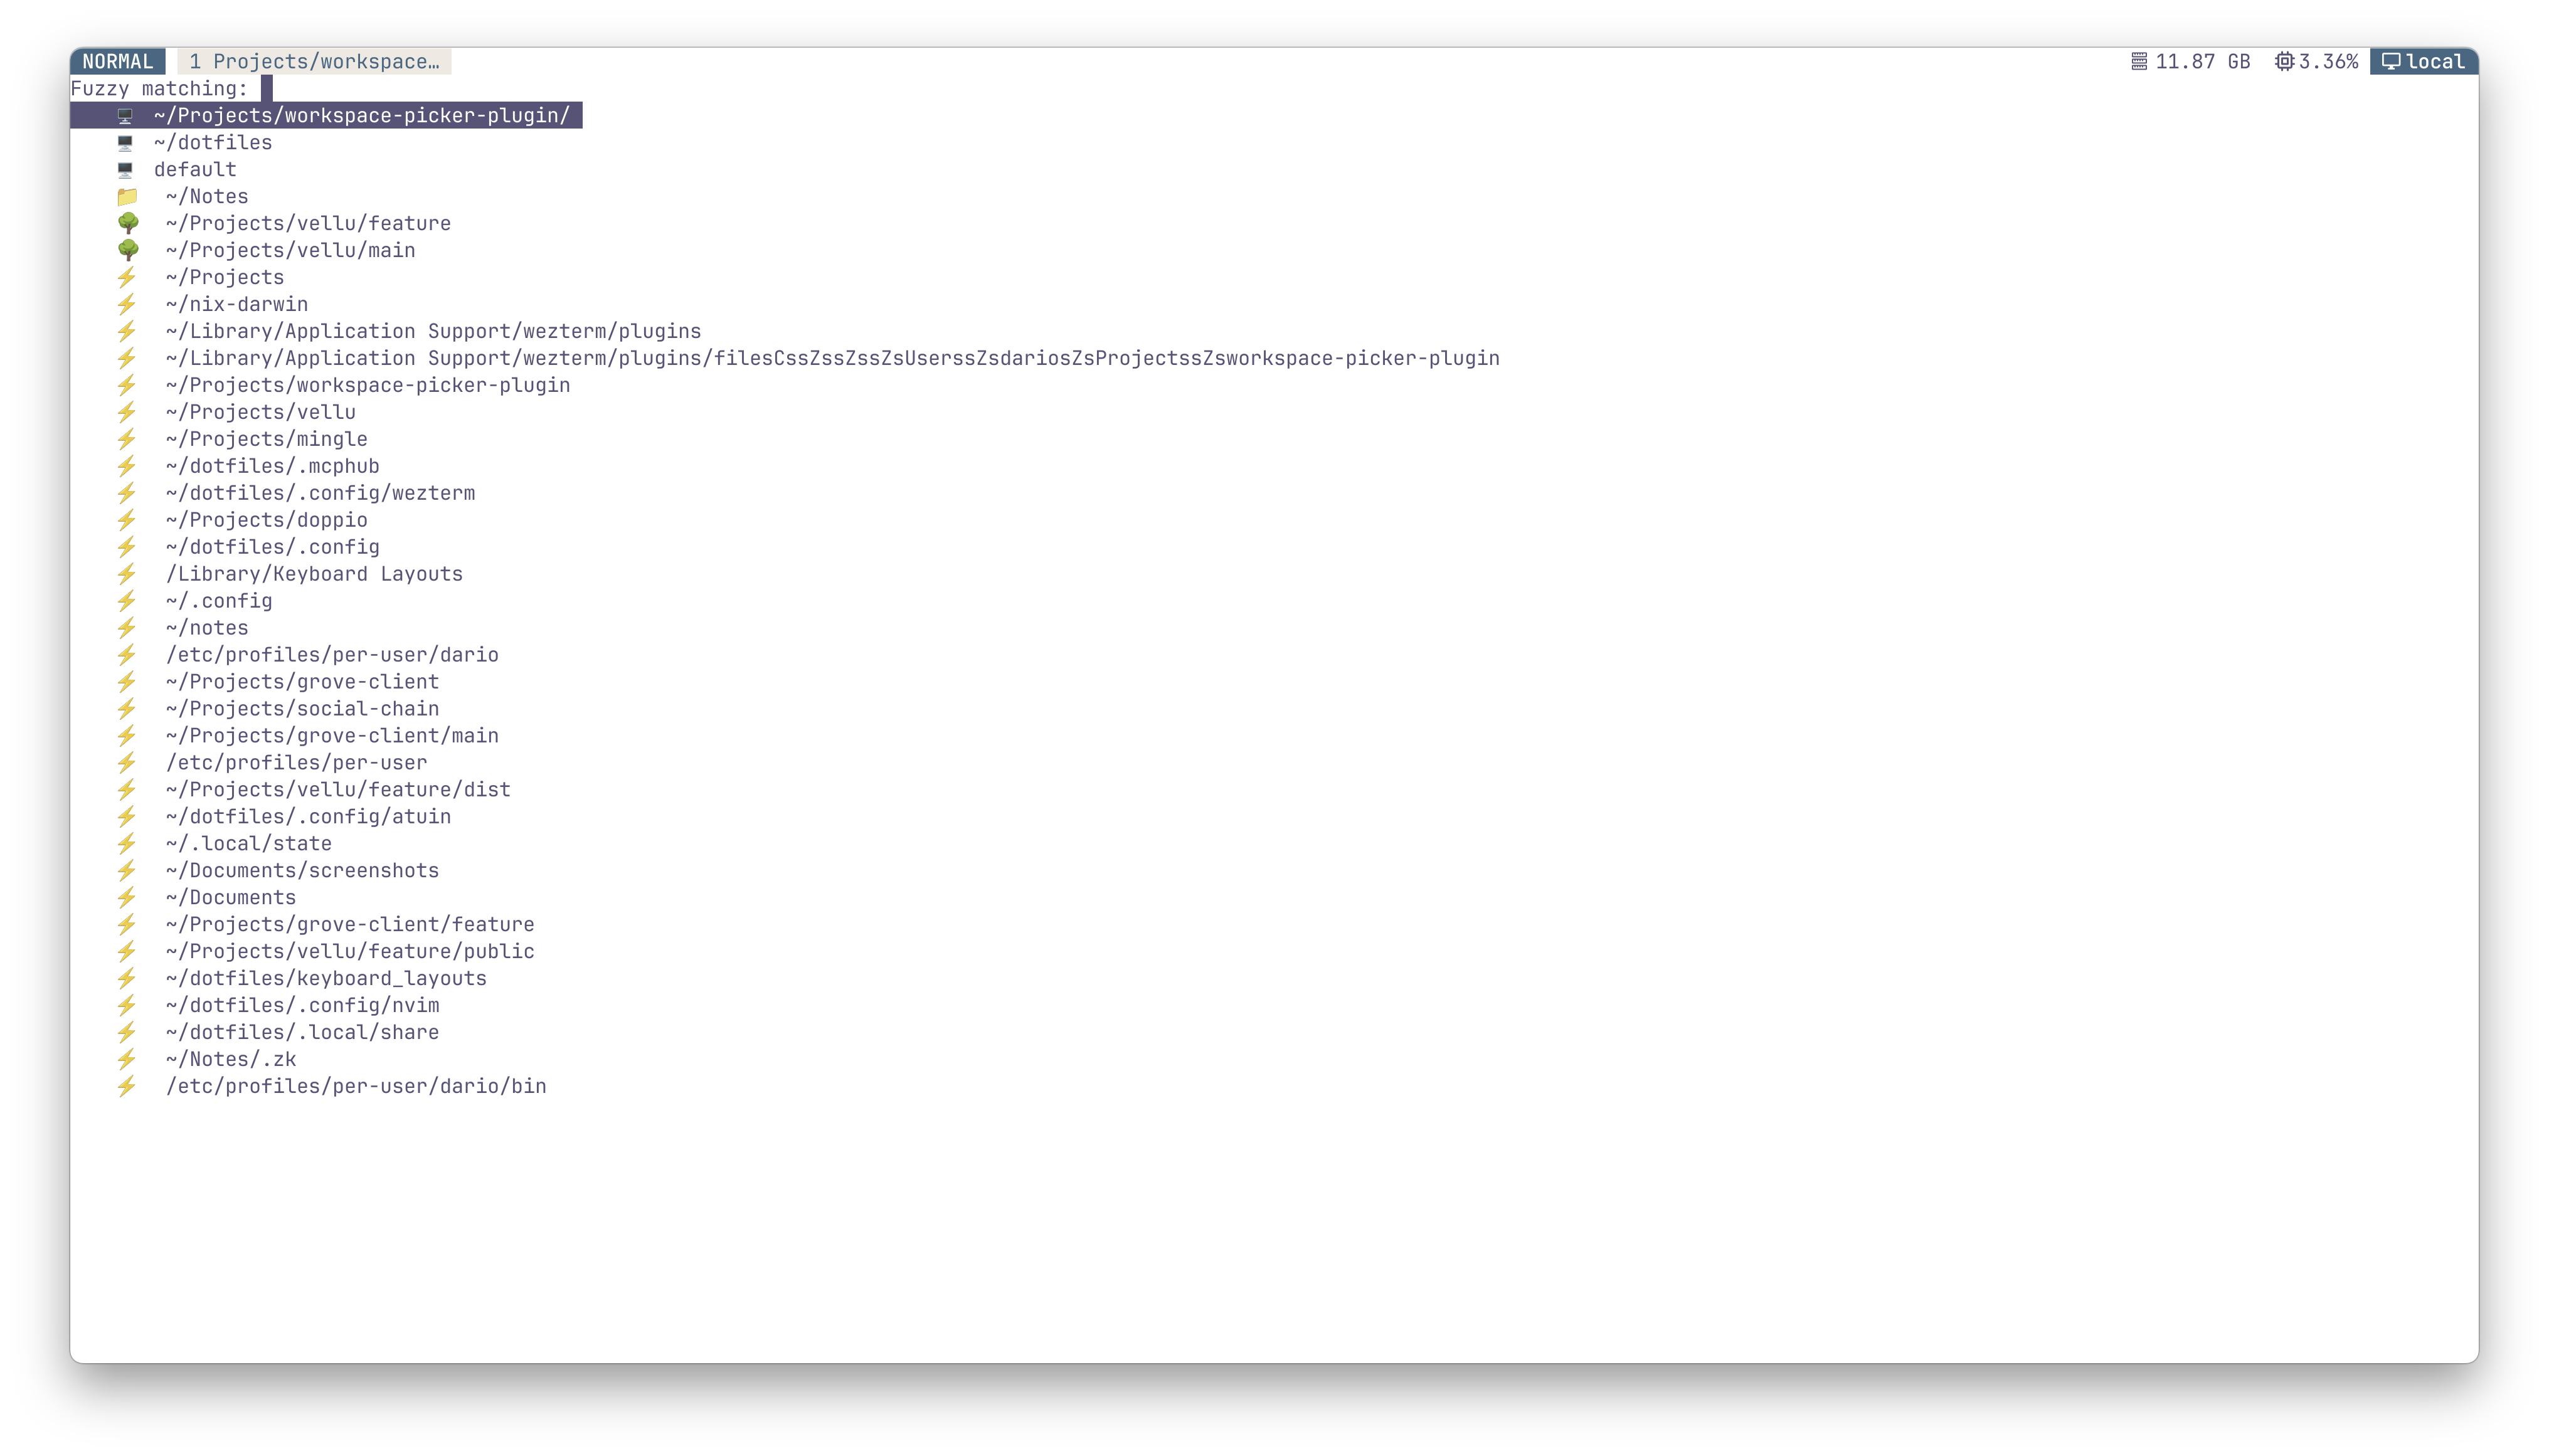 NORMAL 1 Projects/workspace… 11.87 GB 3.36% local
Fuzzy matching:
~/Projects/workspace-picker-plugin/
~/dotfiles
default
~/Notes
~/Projects/vellu/feature
~/Projects/vellu/main
~/Projects
~/nix-darwin
~/Library/Application Support/wezterm/plugins
~/Library/Application Support/wezterm/plugins/filesCssZssZssZsUserssZsdariosZsProjectssZsworkspace-picker-plugin
~/Projects/workspace-picker-plugin
~/Projects/vellu
~/Projects/mingle
~/dotfiles/.mcphub
~/dotfiles/.config/wezterm
~/Projects/doppio
~/dotfiles/.config
/Library/Keyboard Layouts
~/.config
~/notes
/etc/profiles/per-user/dario
~/Projects/grove-client
~/Projects/social-chain
~/Projects/grove-client/main
/etc/profiles/per-user
~/Projects/vellu/feature/dist
~/dotfiles/.config/atuin
~/.local/state
~/Documents/screenshots
~/Documents
~/Projects/grove-client/feature
~/Projects/vellu/feature/public
~/dotfiles/keyboard_layouts
~/dotfiles/.config/nvim
~/dotfiles/.local/share
~/Notes/.zk
/etc/profiles/per-user/dario/bin